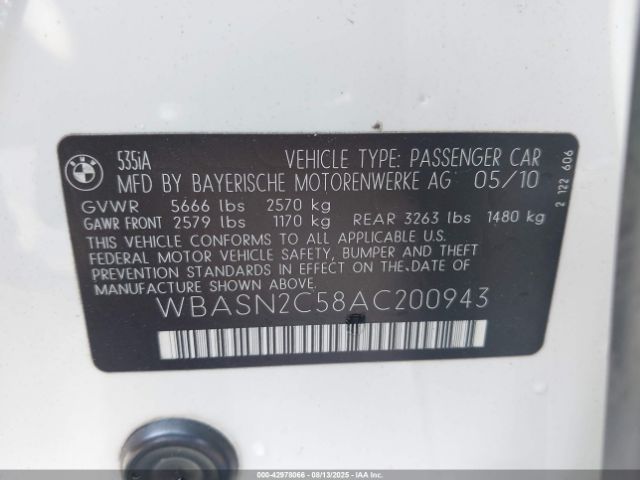 BMW
535iA VEHICLE TYPE: PASSENGER CAR
MFD BY BAYERISCHE MOTORENWERKE AG 05/10
GVWR 5666 lbs 2570 kg
GAWR FRONT 2579 lbs 1170 kg REAR 3263 lbs 1480 kg
THIS VEHICLE CONFORMS TO ALL APPLICABLE U.S.
FEDERAL MOTOR VEHICLE SAFETY, BUMPER AND THEFT
PREVENTION STANDARDS IN EFFECT ON THE DATE OF
MANUFACTURE SHOWN ABOVE.
WBASN2C58AC200943
2 122 606
000-42978066 - 08/13/2025 - IAAI.COM